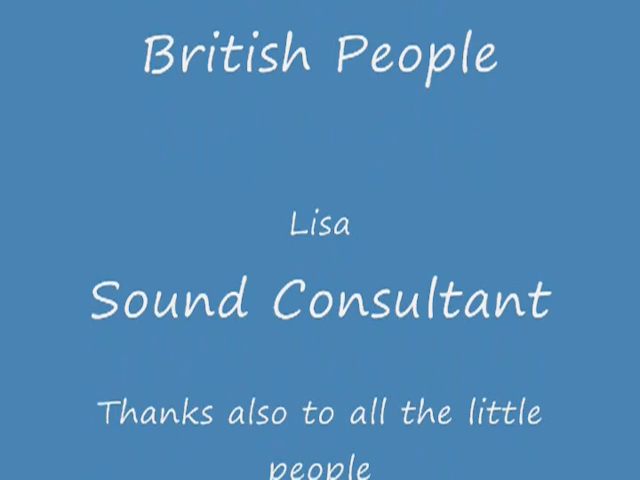 British People
Lisa
Sound Consultant
Thanks also to all the little
people